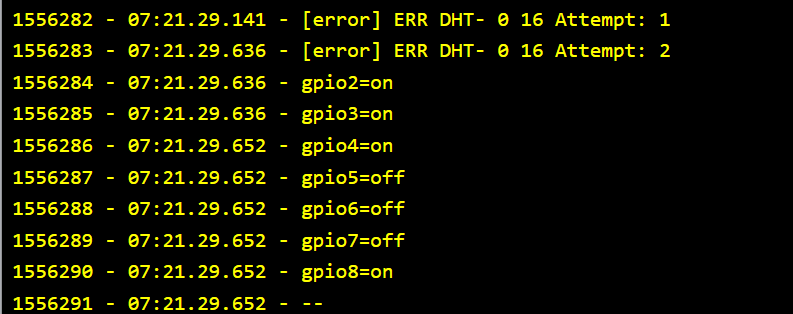 1556282 - 07:21.29.141 - [error] ERR DHT- 0 16 Attempt: 1
1556283 - 07:21.29.636 - [error] ERR DHT- 0 16 Attempt: 2
1556284 - 07:21.29.636 - gpio2=on
1556285 - 07:21.29.636 - gpio3=on
1556286 - 07:21.29.652 - gpio4=on
1556287 - 07:21.29.652 - gpio5=off
1556288 - 07:21.29.652 - gpio6=off
1556289 - 07:21.29.652 - gpio7=off
1556290 - 07:21.29.652 - gpio8=on
1556291 - 07:21.29.652 - --